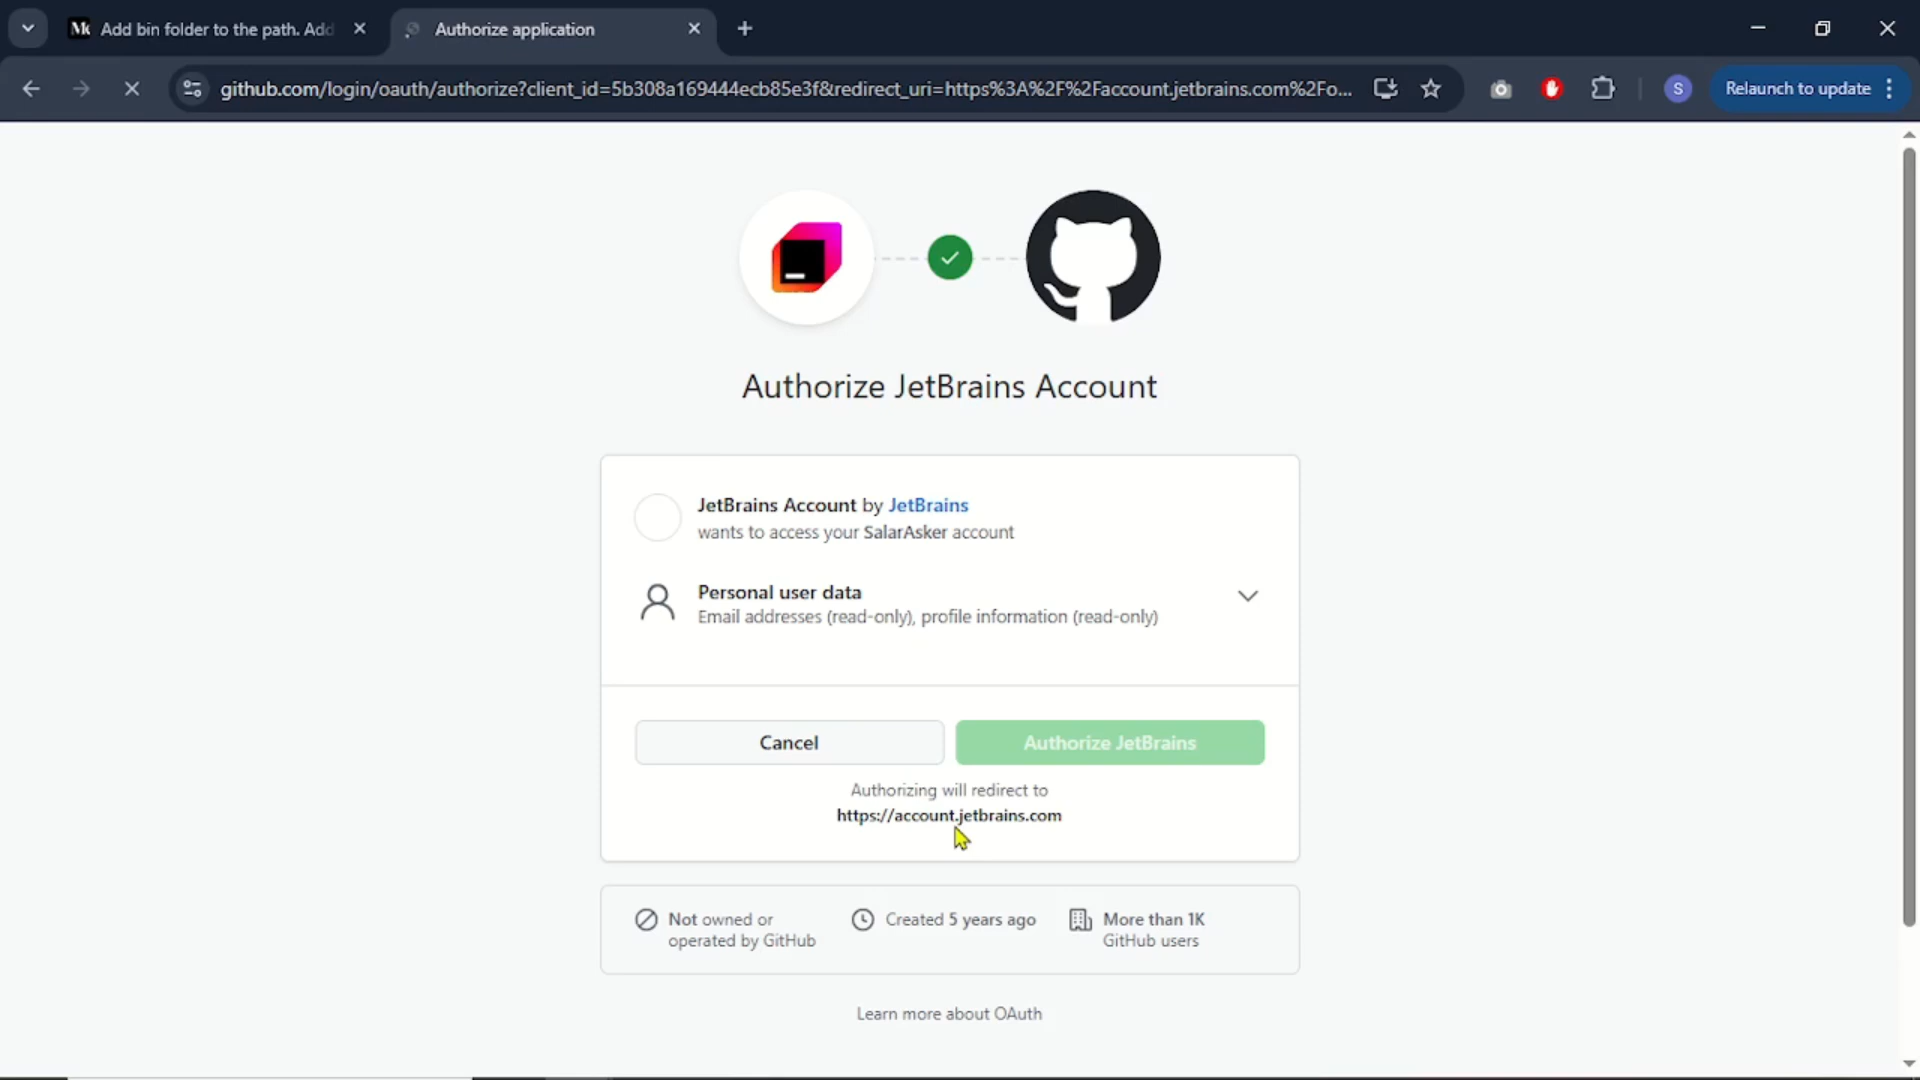 Add bin folder to the path. Add
Authorize application
github.com/login/oauth/authorize?client_id=5b308a169444ecb85e3f&redirect_uri=https%3A%2F%2Faccount.jetbrains.com%2Fo...
S
Relaunch to update
Authorize JetBrains Account
JetBrains Account by JetBrains
wants to access your SalarAsker account
Personal user data
Email addresses (read-only), profile information (read-only)
Cancel
Authorize JetBrains
Authorizing will redirect to
https://account.jetbrains.com
Not owned or
operated by GitHub
Created 5 years ago
More than 1K
GitHub users
Learn more about OAuth